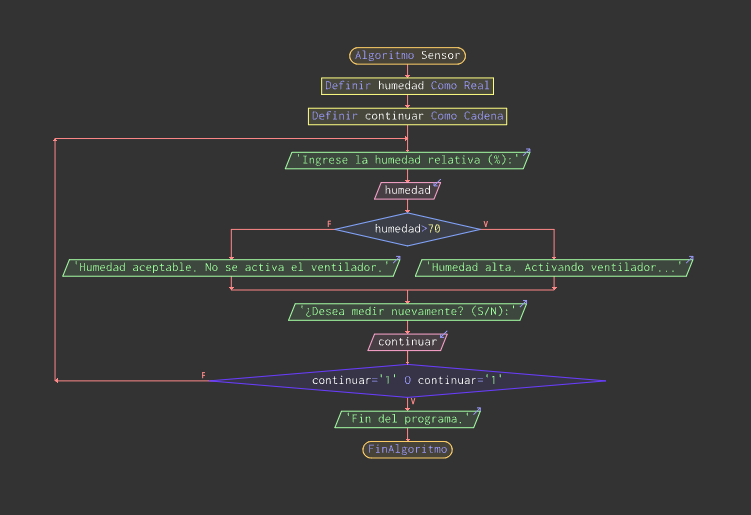 Algoritmo Sensor
Definir humedad Como Real
Definir continuar Como Cadena
'Ingrese la humedad relativa (%):'
humedad
F
humedad>70
V
'Humedad aceptable. No se activa el ventilador.'
'Humedad alta. Activando ventilador...'
'¿Desea medir nuevamente? (S/N):'
continuar
F
continuar='1' O continuar='1'
V
'Fin del programa.'
FinAlgoritmo